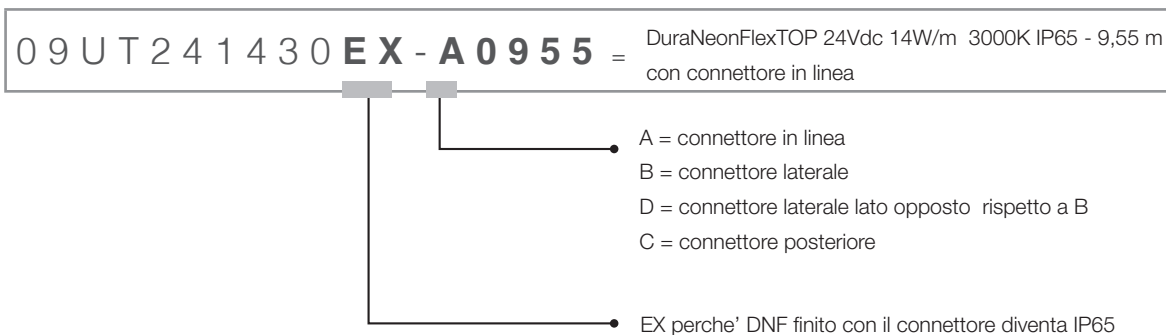 09UT241430EX-A0955 = DuraNeonFlexTOP 24Vdc 14W/m 3000K IP65 - 9,55 m
con connettore in linea
A = connettore in linea
B = connettore laterale
D = connettore laterale lato opposto rispetto a B
C = connettore posteriore
EX perche' DNF finito con il connettore diventa IP65